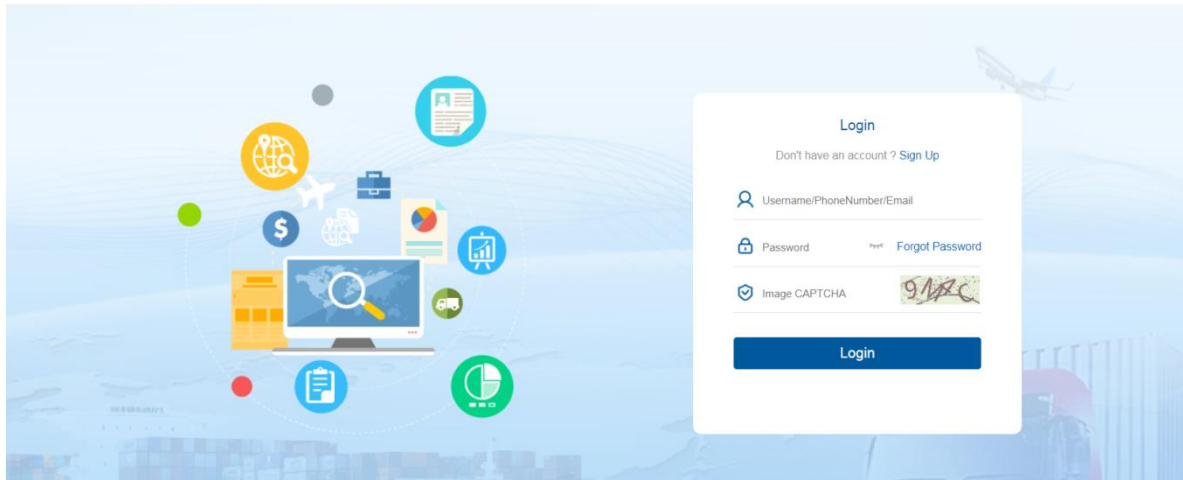 Login
Don't have an account ? Sign Up
Username/PhoneNumber/Email
Password Forgot Password
Image CAPTCHA
Login